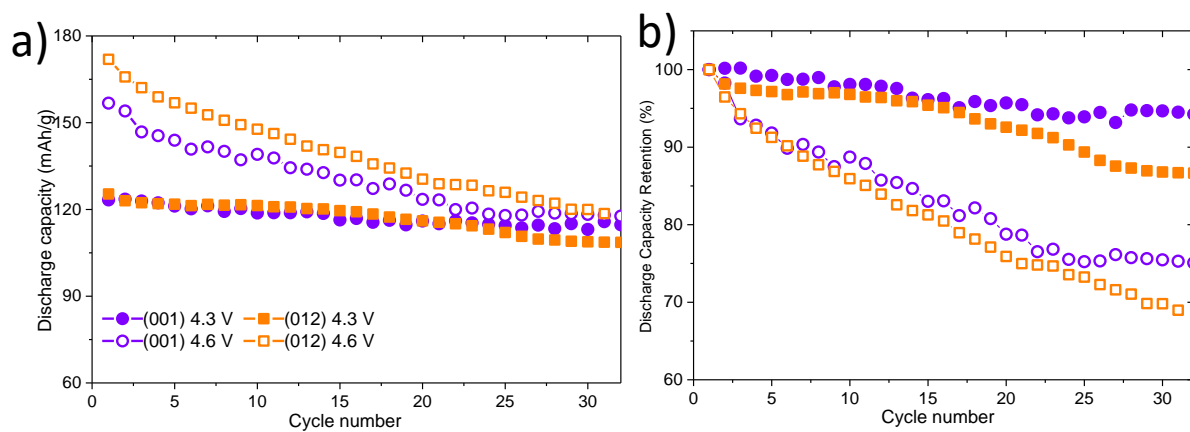 a)
180
150
120
90
60
Discharge capacity (mAh/g)
0 5 10 15 20 25 30
Cycle number
(001) 4.3 V (012) 4.3 V
(001) 4.6 V (012) 4.6 V
b)
100
90
80
70
Discharge Capacity Retention (%)
0 5 10 15 20 25 30
Cycle number